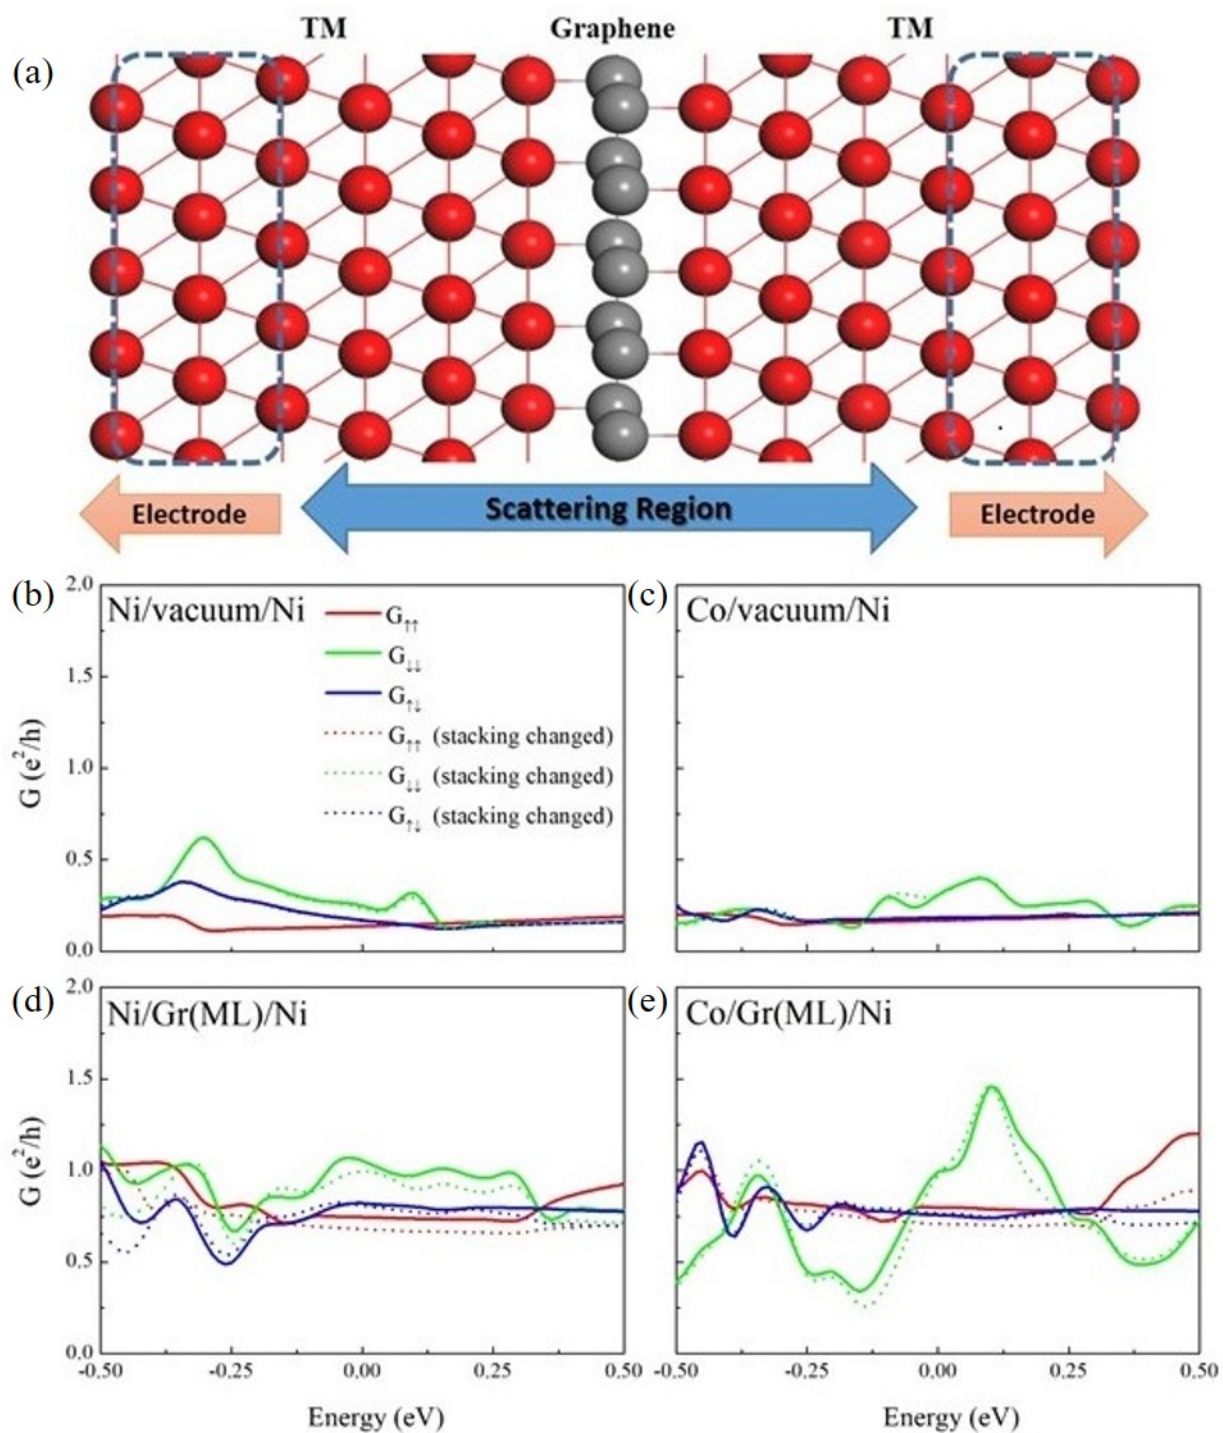 TM Graphene TM
(a)
Electrode Scattering Region Electrode
(b) 2.0 Ni/vacuum/Ni
G↑↑
G↓↓
G↑↓
G↑↑ (stacking changed)
G↓↓ (stacking changed)
G↑↓ (stacking changed)
1.5
1.0
0.5
0.0
G (e²/h)
(c) Co/vacuum/Ni
(d) 2.0 Ni/Gr(ML)/Ni
1.5
1.0
0.5
0.0
G (e²/h)
-0.50 -0.25 0.00 0.25 0.50
Energy (eV)
(e) Co/Gr(ML)/Ni
-0.50 -0.25 0.00 0.25 0.50
Energy (eV)